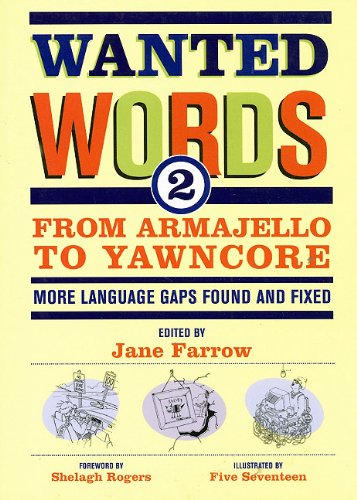 WANTED
WORDS
2
FROM ARMAJELLO
TO YAWNCORE
MORE LANGUAGE GAPS FOUND AND FIXED
EDITED BY
Jane Farrow
FOREWORD BY
Shelagh Rogers
ILLUSTRATED BY
Five Seventeen